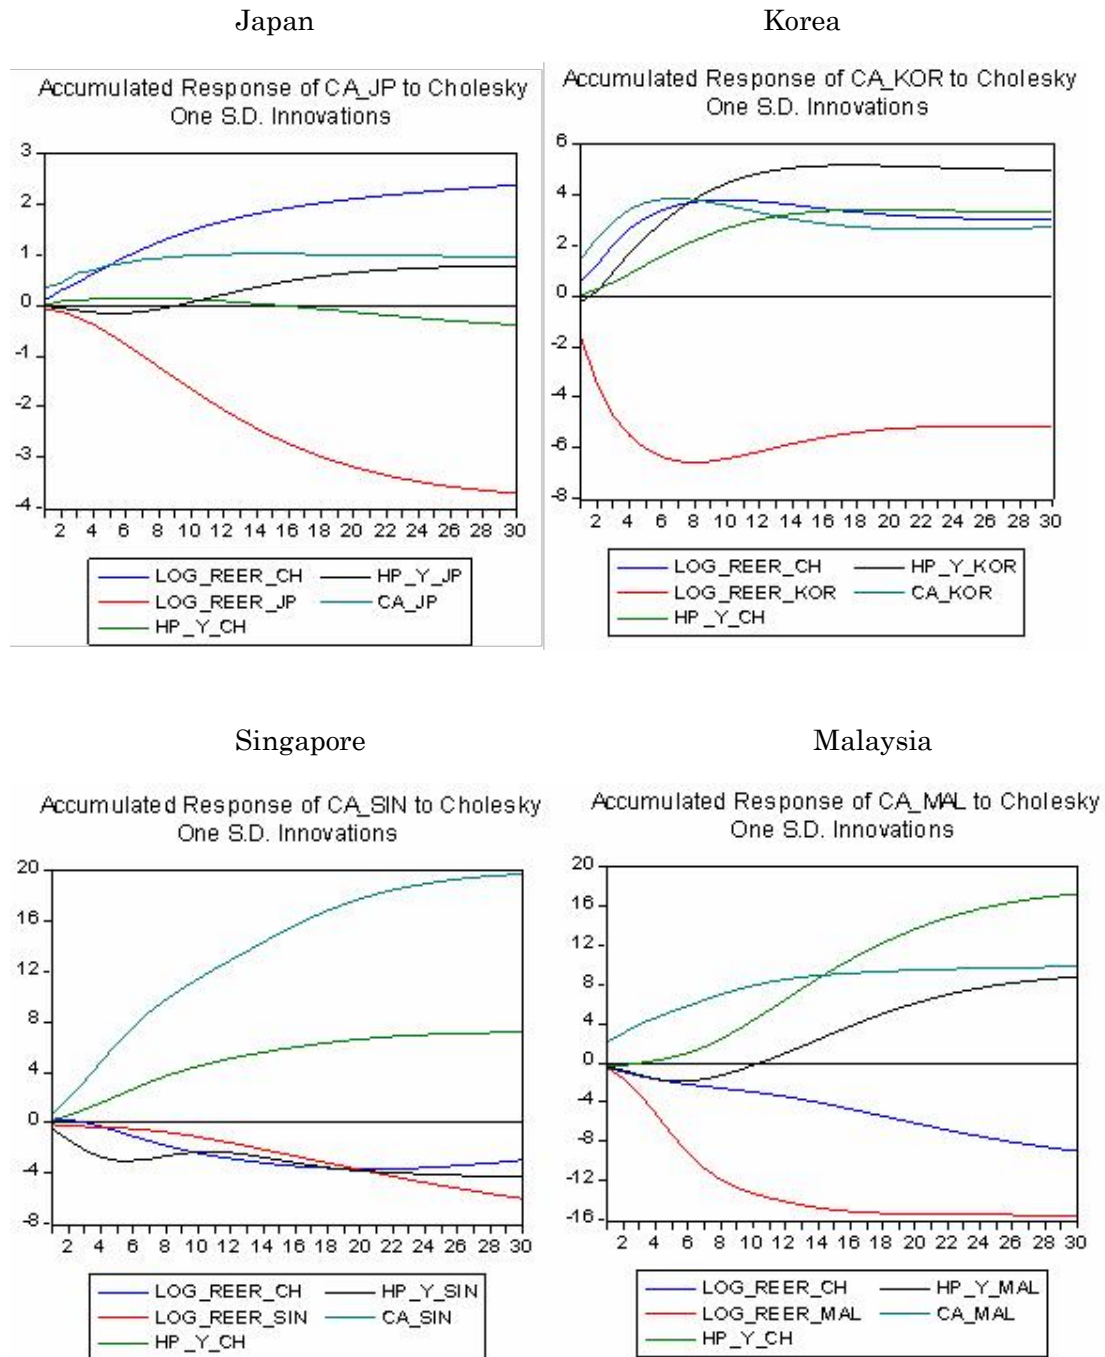 Japan
Korea
Accumulated Response of CA_JP to Cholesky
One S.D. Innovations
3
2
1
0
-1
-2
-3
-4
2 4 6 8 10 12 14 16 18 20 22 24 26 28 30
LOG_REER_CH HP_Y_JP
LOG_REER_JP CA_JP
HP_Y_CH
Accumulated Response of CA_KOR to Cholesky
One S.D. Innovations
6
4
2
0
-2
-4
-6
-8
2 4 6 8 10 12 14 16 18 20 22 24 26 28 30
LOG_REER_CH HP_Y_KOR
LOG_REER_KOR CA_KOR
HP_Y_CH
Singapore
Malaysia
Accumulated Response of CA_SIN to Cholesky
One S.D. Innovations
20
16
12
8
4
0
-4
-8
2 4 6 8 10 12 14 16 18 20 22 24 26 28 30
LOG_REER_CH HP_Y_SIN
LOG_REER_SIN CA_SIN
HP_Y_CH
Accumulated Response of CA_MAL to Cholesky
One S.D. Innovations
20
16
12
8
4
0
-4
-8
-12
-16
2 4 6 8 10 12 14 16 18 20 22 24 26 28 30
LOG_REER_CH HP_Y_MAL
LOG_REER_MAL CA_MAL
HP_Y_CH